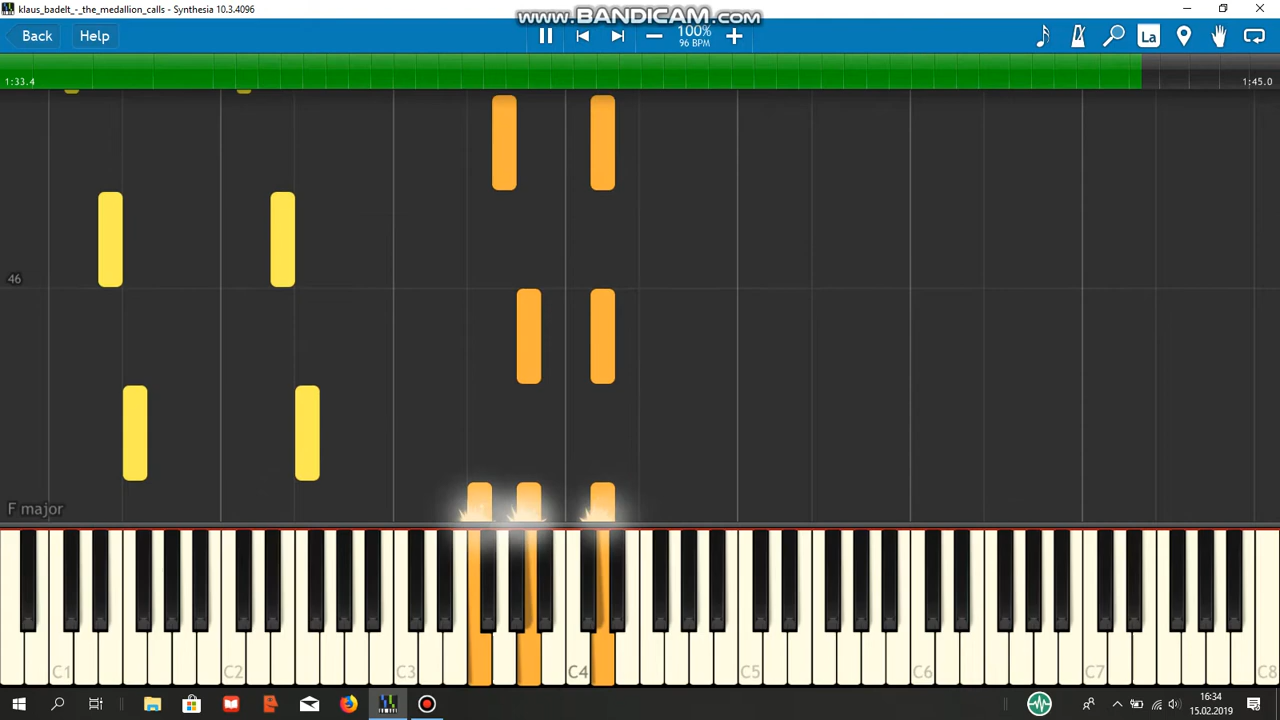 klaus_badelt_-_the_medallion_calls - Synthesia 10.3.4096
www.BANDICAM.com
Back
Help
100%
96 BPM
La
1:33.4
1:45.0
46
F major
C1
C2
C3
C4
C5
C6
C7
C8
16:34
15.02.2019